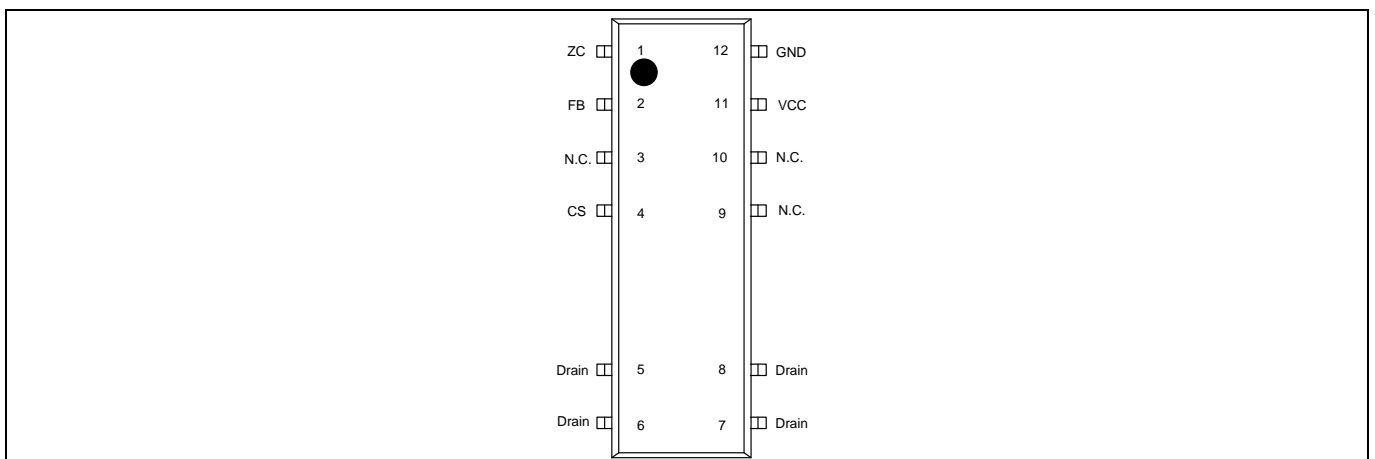 ZC 1 12 GND
FB 2 11 VCC
N.C. 3 10 N.C.
CS 4 9 N.C.
Drain 5 8 Drain
Drain 6 7 Drain